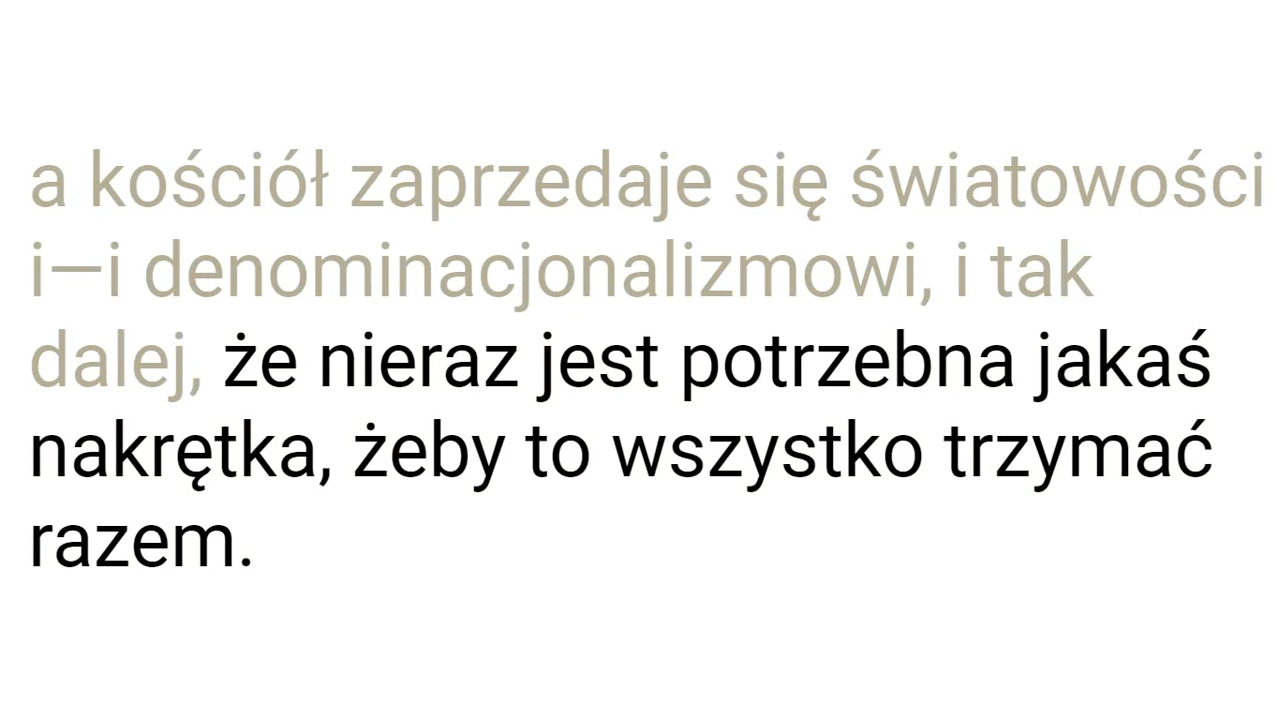 a kościół zaprzedaje się światowości
i—i denominacjonalizmowi, i tak
dalej, że nieraz jest potrzebna jakaś
nakrętka, żeby to wszystko trzymać
razem.